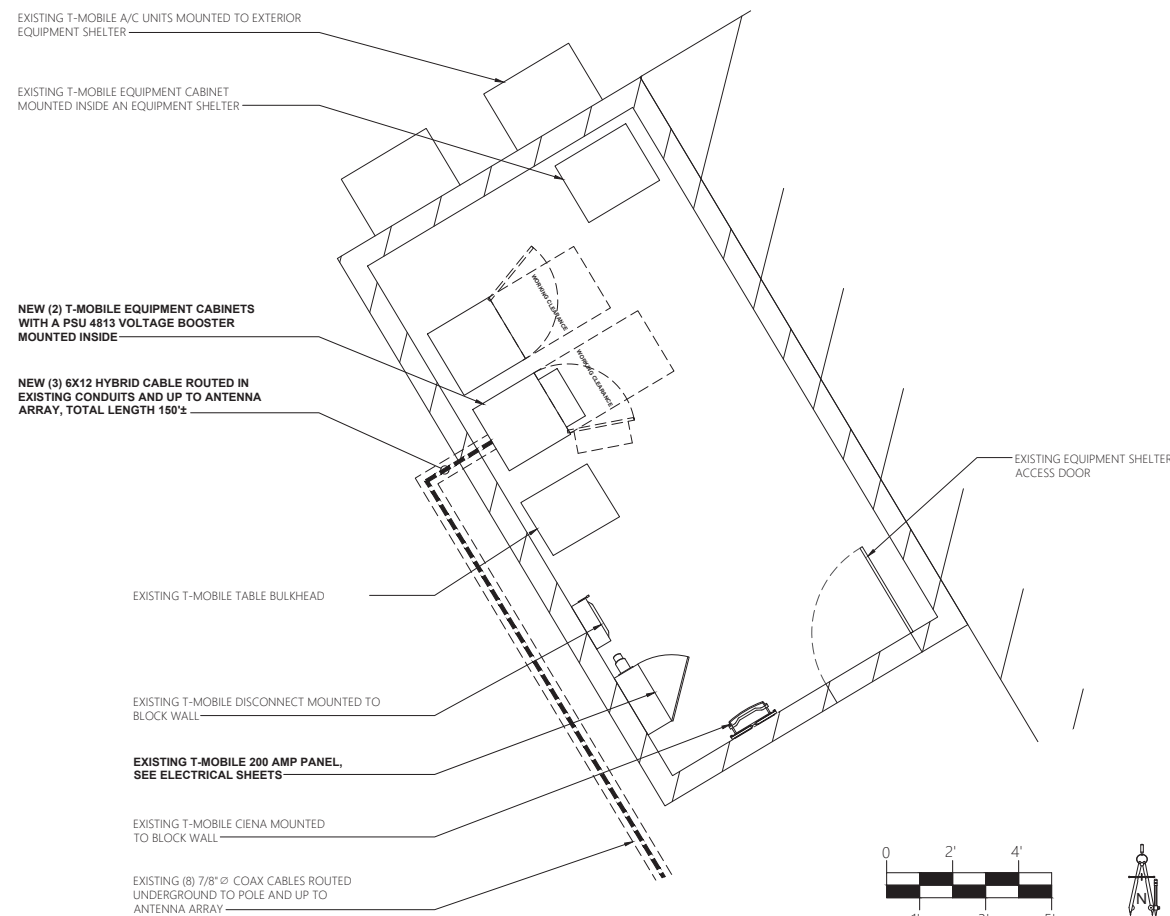 EXISTING T-MOBILE A/C UNITS MOUNTED TO EXTERIOR
EQUIPMENT SHELTER
EXISTING T-MOBILE EQUIPMENT CABINET
MOUNTED INSIDE AN EQUIPMENT SHELTER
WORKING CLEARANCE
WORKING CLEARANCE
NEW (2) T-MOBILE EQUIPMENT CABINETS
WITH A PSU 4813 VOLTAGE BOOSTER
MOUNTED INSIDE
NEW (3) 6X12 HYBRID CABLE ROUTED IN
EXISTING CONDUITS AND UP TO ANTENNA
ARRAY, TOTAL LENGTH 150'±
EXISTING EQUIPMENT SHELTER
ACCESS DOOR
EXISTING T-MOBILE TABLE BULKHEAD
EXISTING T-MOBILE DISCONNECT MOUNTED TO
BLOCK WALL
EXISTING T-MOBILE 200 AMP PANEL,
SEE ELECTRICAL SHEETS
EXISTING T-MOBILE CIENA MOUNTED
TO BLOCK WALL
EXISTING (8) 7/8"Ø COAX CABLES ROUTED
UNDERGROUND TO POLE AND UP TO
ANTENNA ARRAY
0 2' 4'
1' 3' 5'
N